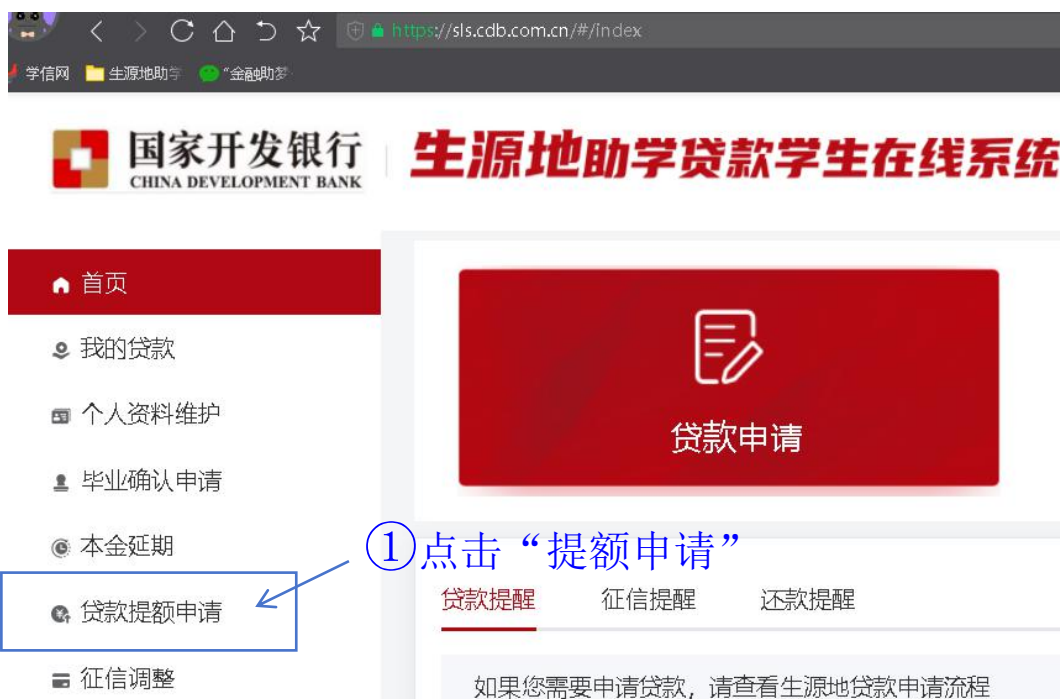 https://sls.cdb.com.cn/#/index
学信网 生源地助学 “金融助梦
国家开发银行
CHINA DEVELOPMENT BANK
生源地助学贷款学生在线系统
首页
我的贷款
个人资料维护
毕业确认申请
本金延期
贷款提额申请
征信调整
贷款申请
①点击“提额申请”
贷款提醒 征信提醒 还款提醒
如果您需要申请贷款，请查看生源地贷款申请流程